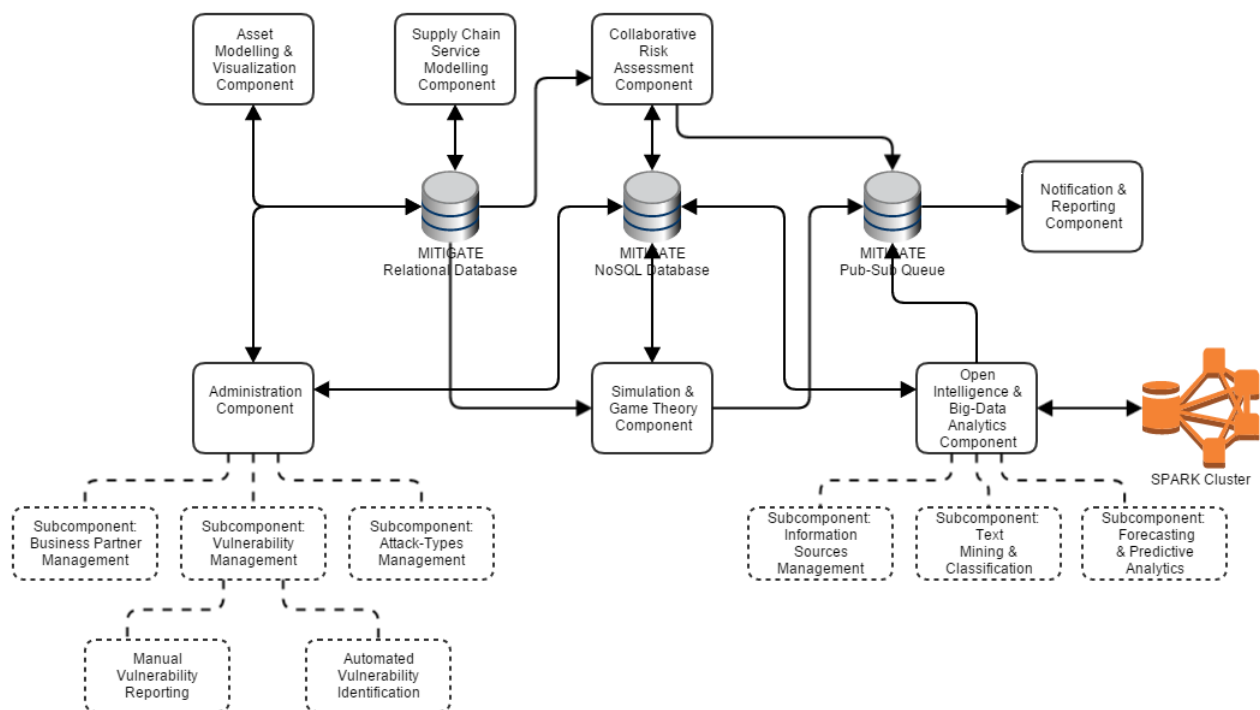 Asset
Modelling &
Visualization
Component
Supply Chain
Service
Modelling
Component
Collaborative
Risk
Assessment
Component
Notification &
Reporting
Component
MITIGATE
Relational Database
MITIGATE
NoSQL Database
MITIGATE
Pub-Sub Queue
Administration
Component
Simulation &
Game Theory
Component
Open
Intelligence &
Big-Data
Analytics
Component
SPARK Cluster
Subcomponent:
Business Partner
Management
Subcomponent:
Vulnerability
Management
Subcomponent:
Attack-Types
Management
Subcomponent:
Information
Sources
Management
Subcomponent:
Text
Mining &
Classification
Subcomponent:
Forecasting
& Predictive
Analytics
Manual
Vulnerability
Reporting
Automated
Vulnerability
Identification